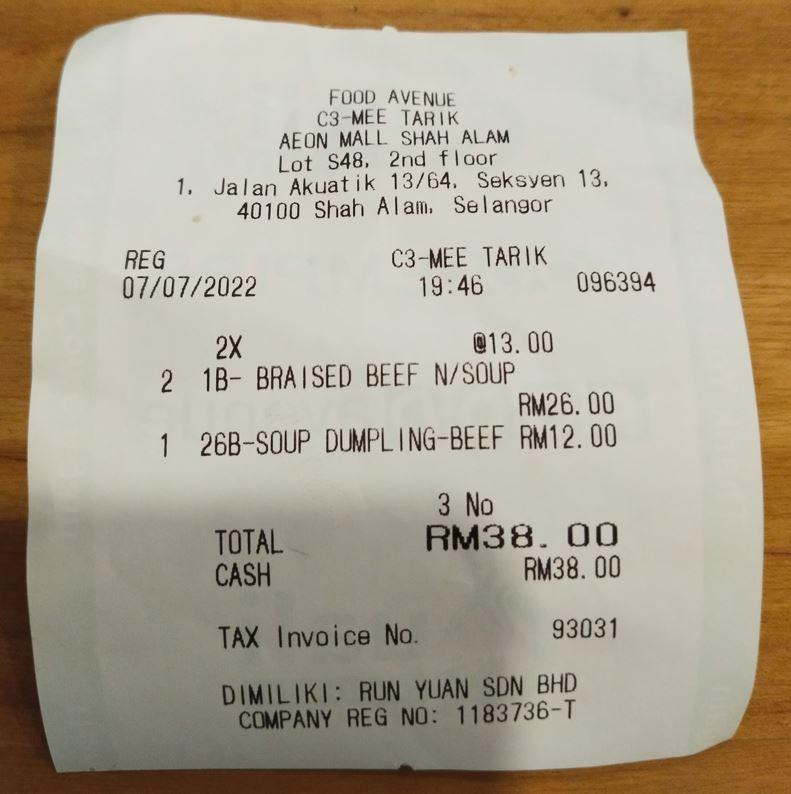 FOOD AVENUE
C3-MEE TARIK
AEON MALL SHAH ALAM
Lot S48, 2nd floor
1, Jalan Akuatik 13/64, Seksyen 13,
40100 Shah Alam, Selangor
REG C3-MEE TARIK
07/07/2022 19:46 096394
2X @13.00
2 1B- BRAISED BEEF N/SOUP
RM26.00
1 26B-SOUP DUMPLING-BEEF RM12.00
3 No
TOTAL RM38.00
CASH RM38.00
TAX Invoice No. 93031
DIMILIKI: RUN YUAN SDN BHD
COMPANY REG NO: 1183736-T